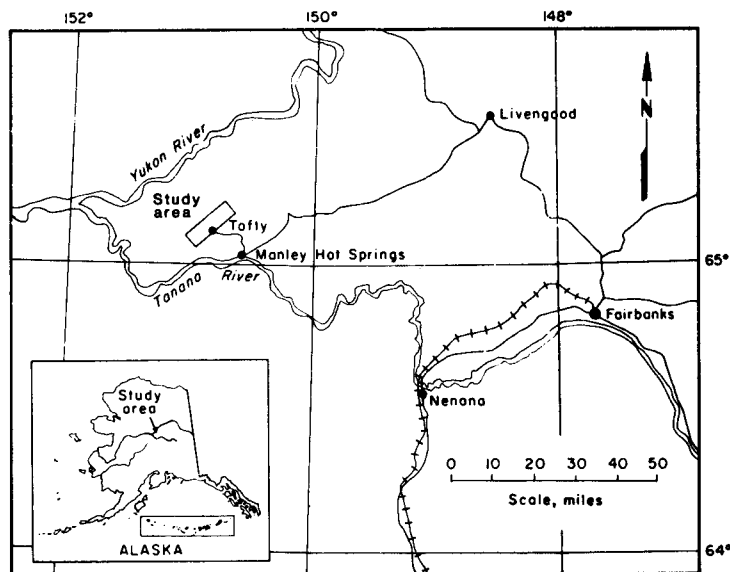 152°
150°
148°
Livengood
N
Yukon River
Study
area
Tofty
Manley Hot Springs
65°
Tanana River
Fairbanks
Nenana
Study
area
0 10 20 30 40 50
Scale, miles
ALASKA
64°